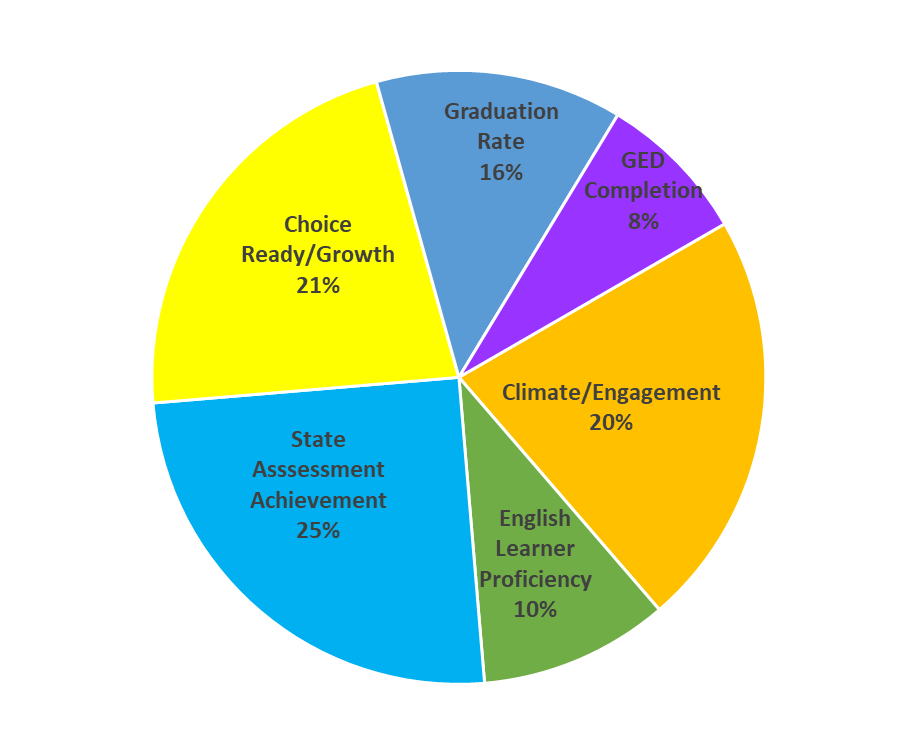 Graduation
Rate
16%
GED
Completion
8%
Choice
Ready/Growth
21%
Climate/Engagement
20%
State
Asssessment
Achievement
25%
English
Learner
Proficiency
10%